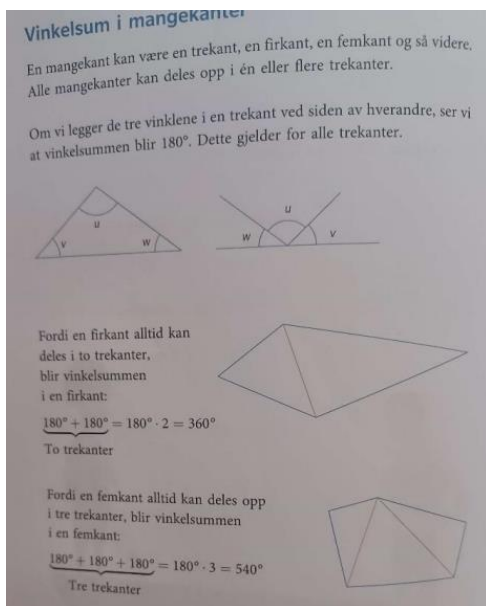 Vinkelsum i mangekanter
En mangekant kan være en trekant, en firkant, en femkant og så videre.
Alle mangekanter kan deles opp i én eller flere trekanter.
Om vi legger de tre vinklene i en trekant ved siden av hverandre, ser vi
at vinkelsummen blir 180°. Dette gjelder for alle trekanter.
u
v
w
w
u
v
Fordi en firkant alltid kan
deles i to trekanter,
blir vinkelsummen
i en firkant:
180° + 180° = 180° · 2 = 360°
To trekanter
Fordi en femkant alltid kan deles opp
i tre trekanter, blir vinkelsummen
i en femkant:
180° + 180° + 180° = 180° · 3 = 540°
Tre trekanter